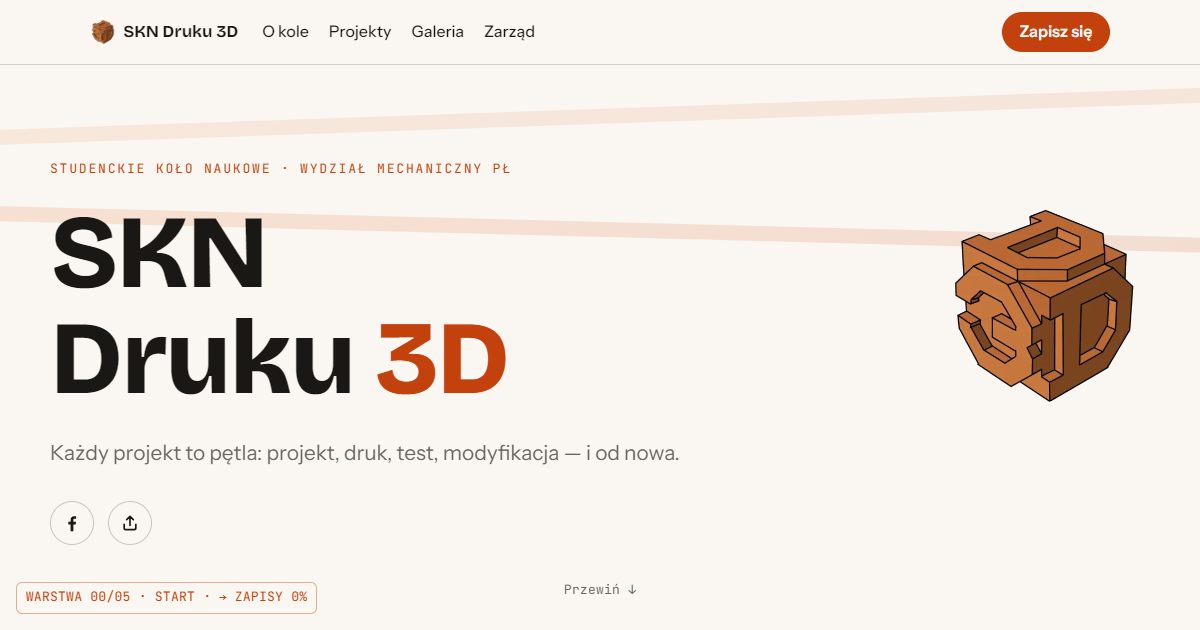 SKN Druku 3D
O kole
Projekty
Galeria
Zarząd
Zapisz się
STUDENCKIE KOŁO NAUKOWE · WYDZIAŁ MECHANICZNY PŁ
SKN
Druku 3D
Każdy projekt to pętla: projekt, druk, test, modyfikacja — i od nowa.
Przewiń ↓
WARSTWA 00/05 · START · → ZAPISY 0%